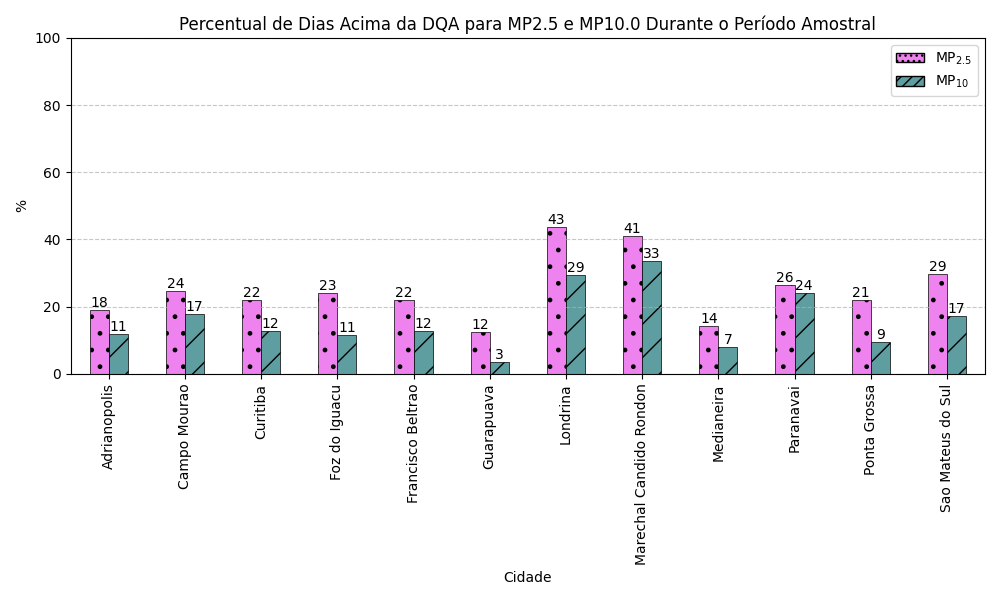 Percentual de Dias Acima da DQA para MP2.5 e MP10.0 Durante o Período Amostral
100
80
60
40
20
0
%
MP2.5
MP10
18 11 24 17 22 12 23 11 22 12 12 3 43 29 41 33 14 7 26 24 21 9 29 17
Adrianopolis
Campo Mourao
Curitiba
Foz do Iguacu
Francisco Beltrao
Guarapuava
Londrina
Marechal Candido Rondon
Medianeira
Paranavai
Ponta Grossa
Sao Mateus do Sul
Cidade